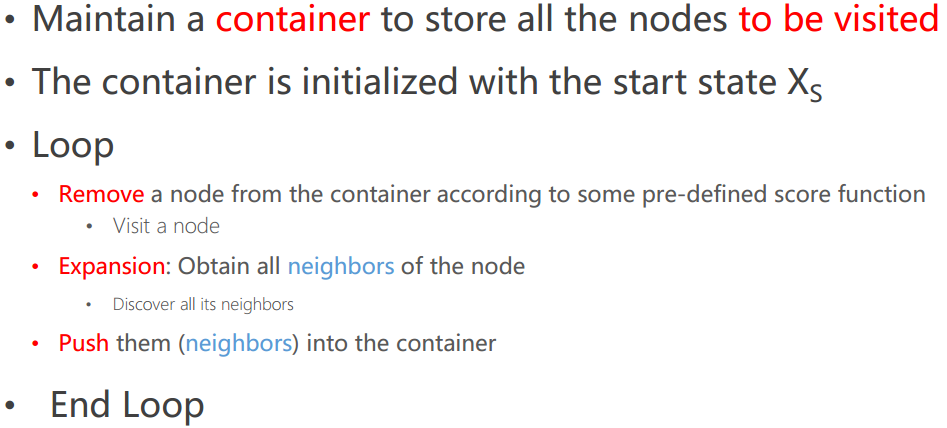 • Maintain a container to store all the nodes to be visited
• The container is initialized with the start state XS
• Loop
• Remove a node from the container according to some pre-defined score function
• Visit a node
• Expansion: Obtain all neighbors of the node
• Discover all its neighbors
• Push them (neighbors) into the container
• End Loop